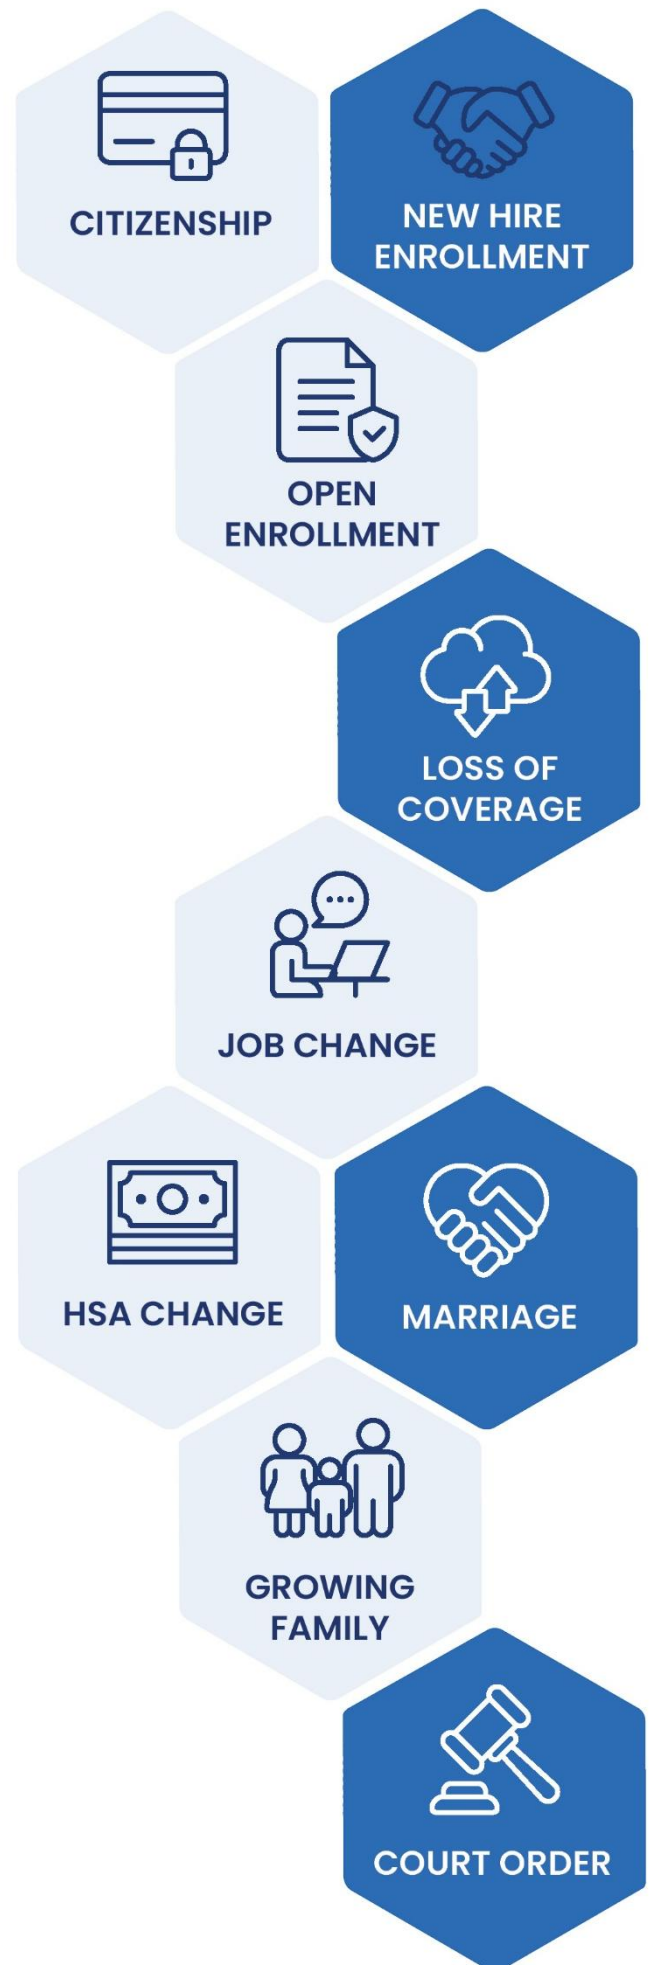 CITIZENSHIP
NEW HIRE
ENROLLMENT
OPEN
ENROLLMENT
LOSS OF
COVERAGE
JOB CHANGE
HSA CHANGE
MARRIAGE
GROWING
FAMILY
COURT ORDER